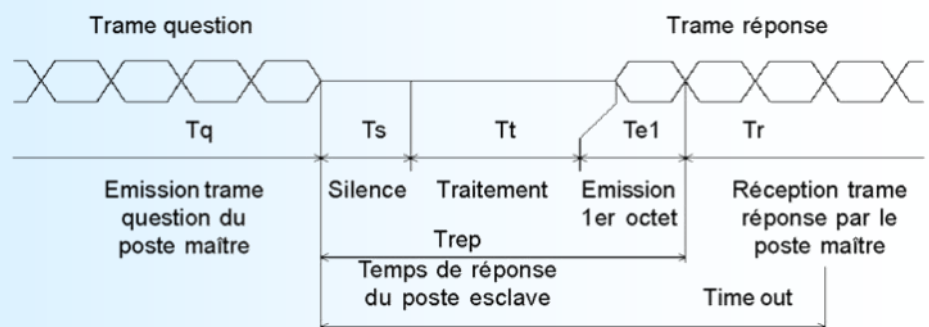 Trame question
Trame réponse
Tq
Ts
Tt
Te1
Tr
Emission trame
question du
poste maître
Silence
Traitement
Emission
1er octet
Réception trame
réponse par le
poste maître
Trep
Temps de réponse
du poste esclave
Time out